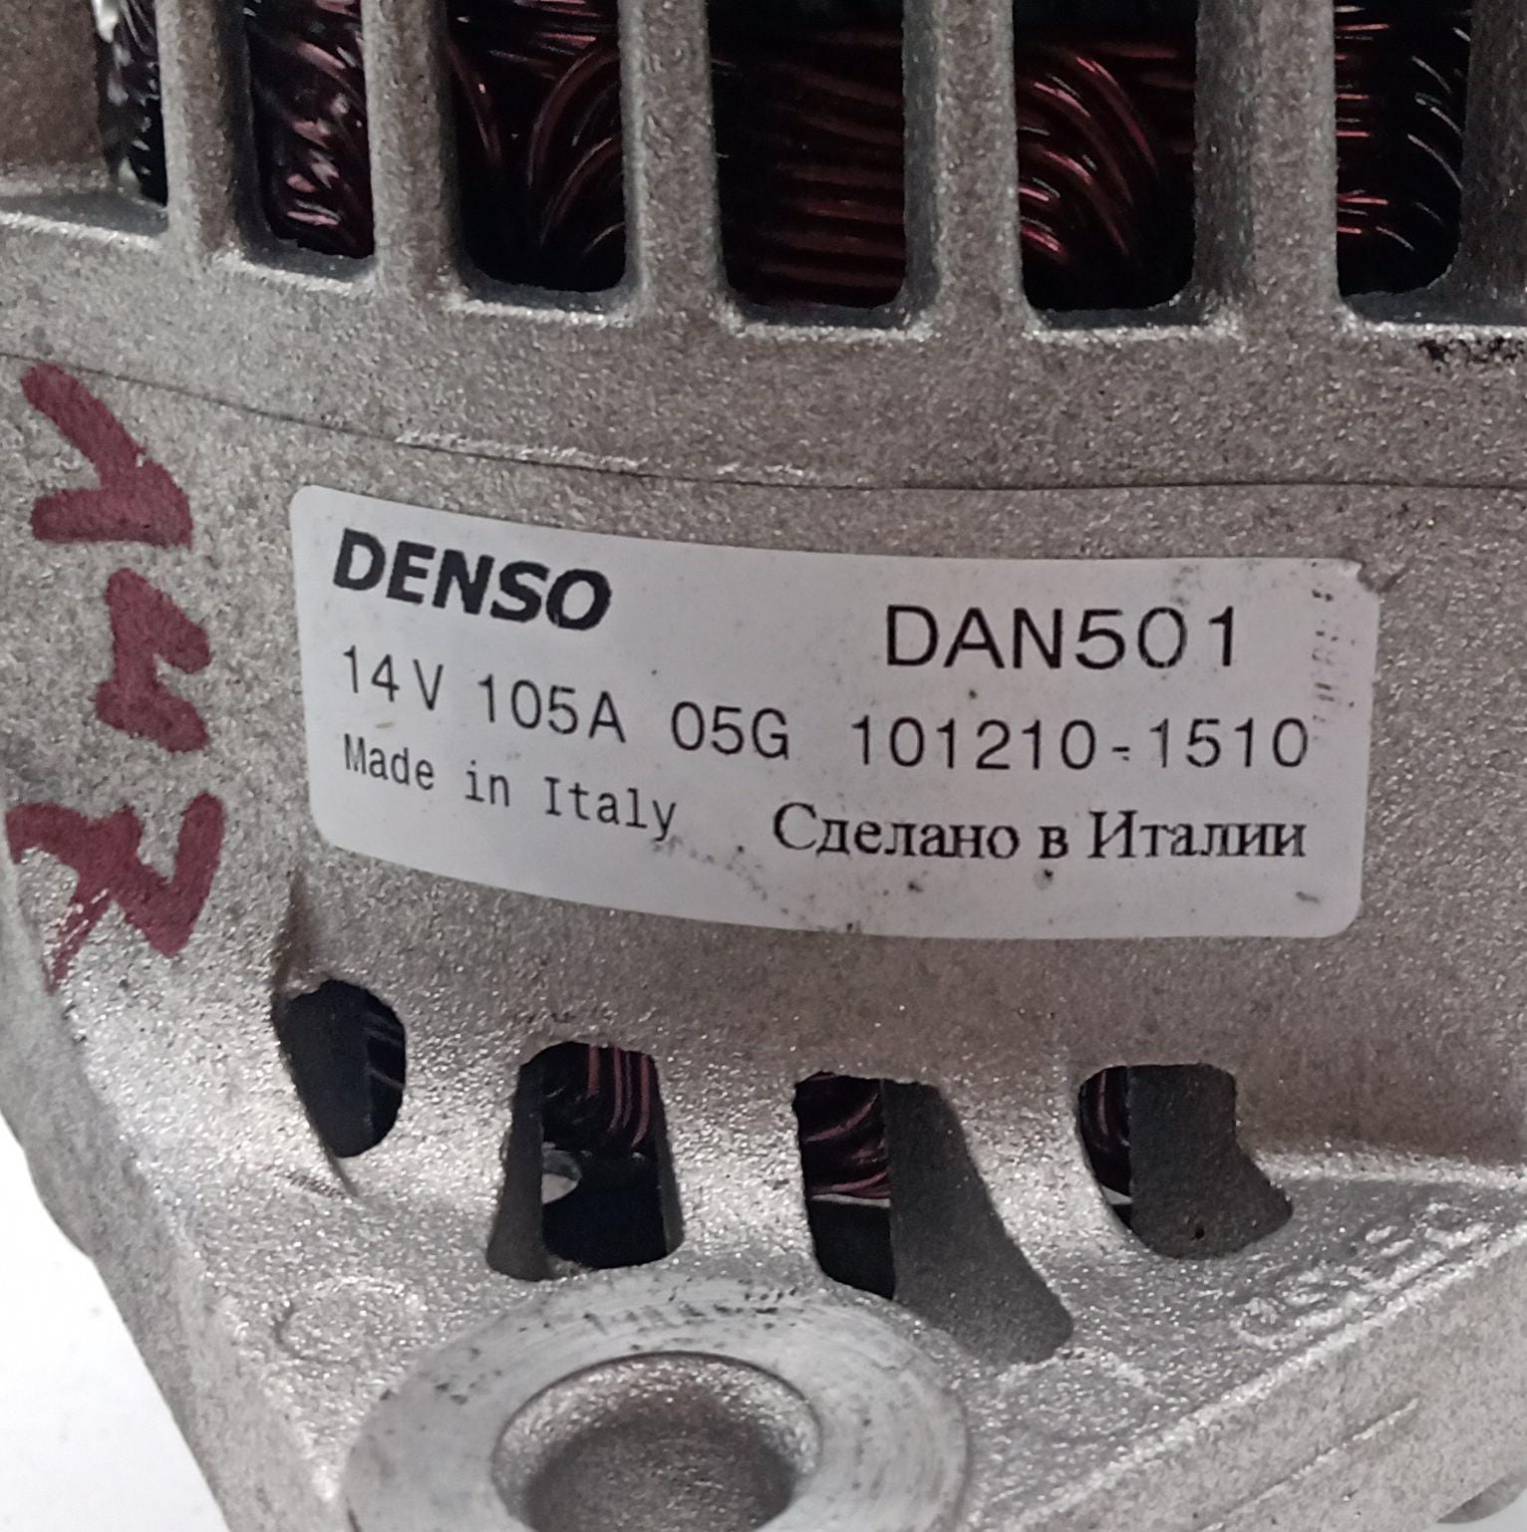 DENSO DAN501
14V 105A 05G 101210-1510
Made in Italy Сделано в Италии